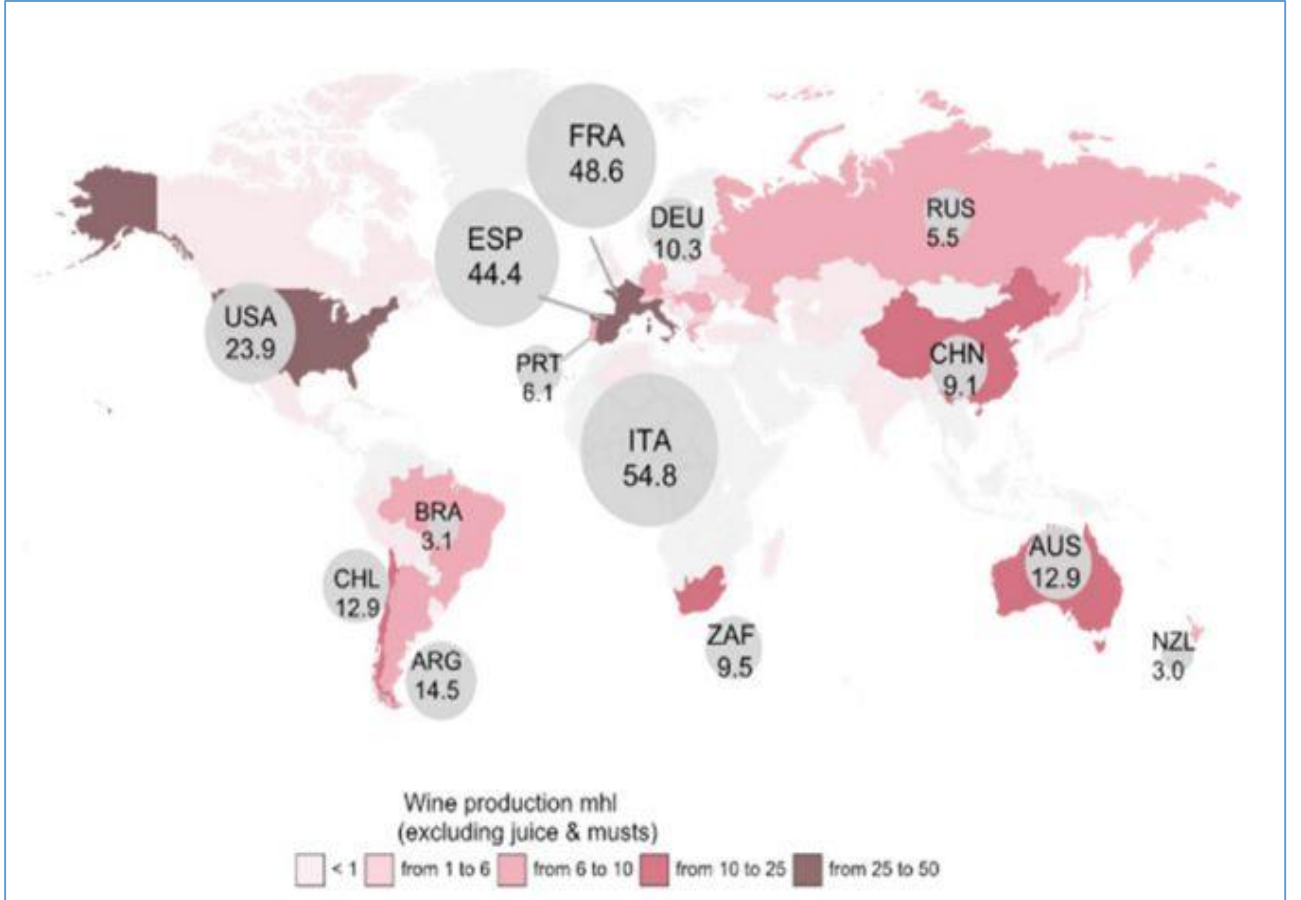 FRA
48.6
ESP
44.4
DEU
10.3
RUS
5.5
USA
23.9
PRT
6.1
CHN
9.1
ITA
54.8
BRA
3.1
CHL
12.9
AUS
12.9
ARG
14.5
ZAF
9.5
NZL
3.0
Wine production mhl
(excluding juice & musts)
< 1 from 1 to 6 from 6 to 10 from 10 to 25 from 25 to 50